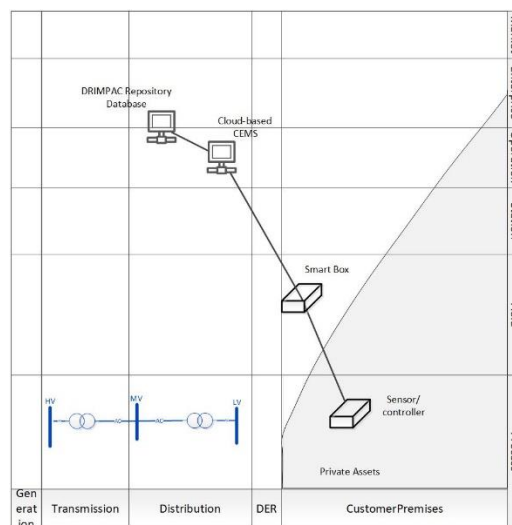 DRIMPAC Repository
Database
Cloud-based
CEMS
Smart Box
HV
MV
LV
Sensor/
controller
Private Assets
Gen
erat
ion
Transmission
Distribution
DER
CustomerPremises